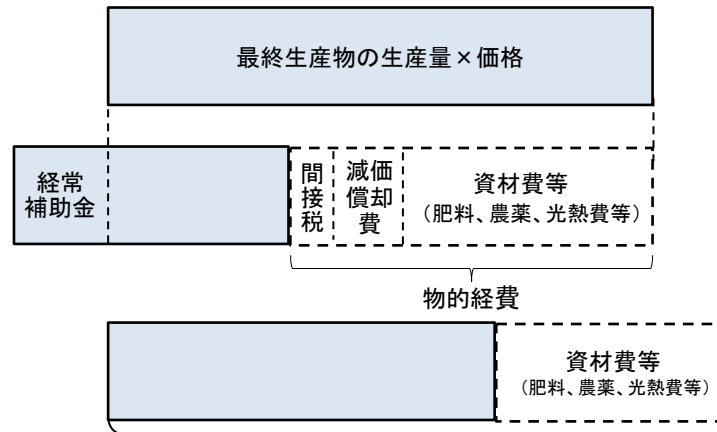 最終生産物の生産量×価格
経常
補助金
間
接
税
減価
償却
費
資材費等
（肥料、農薬、光熱費等）
物的経費
資材費等
（肥料、農薬、光熱費等）